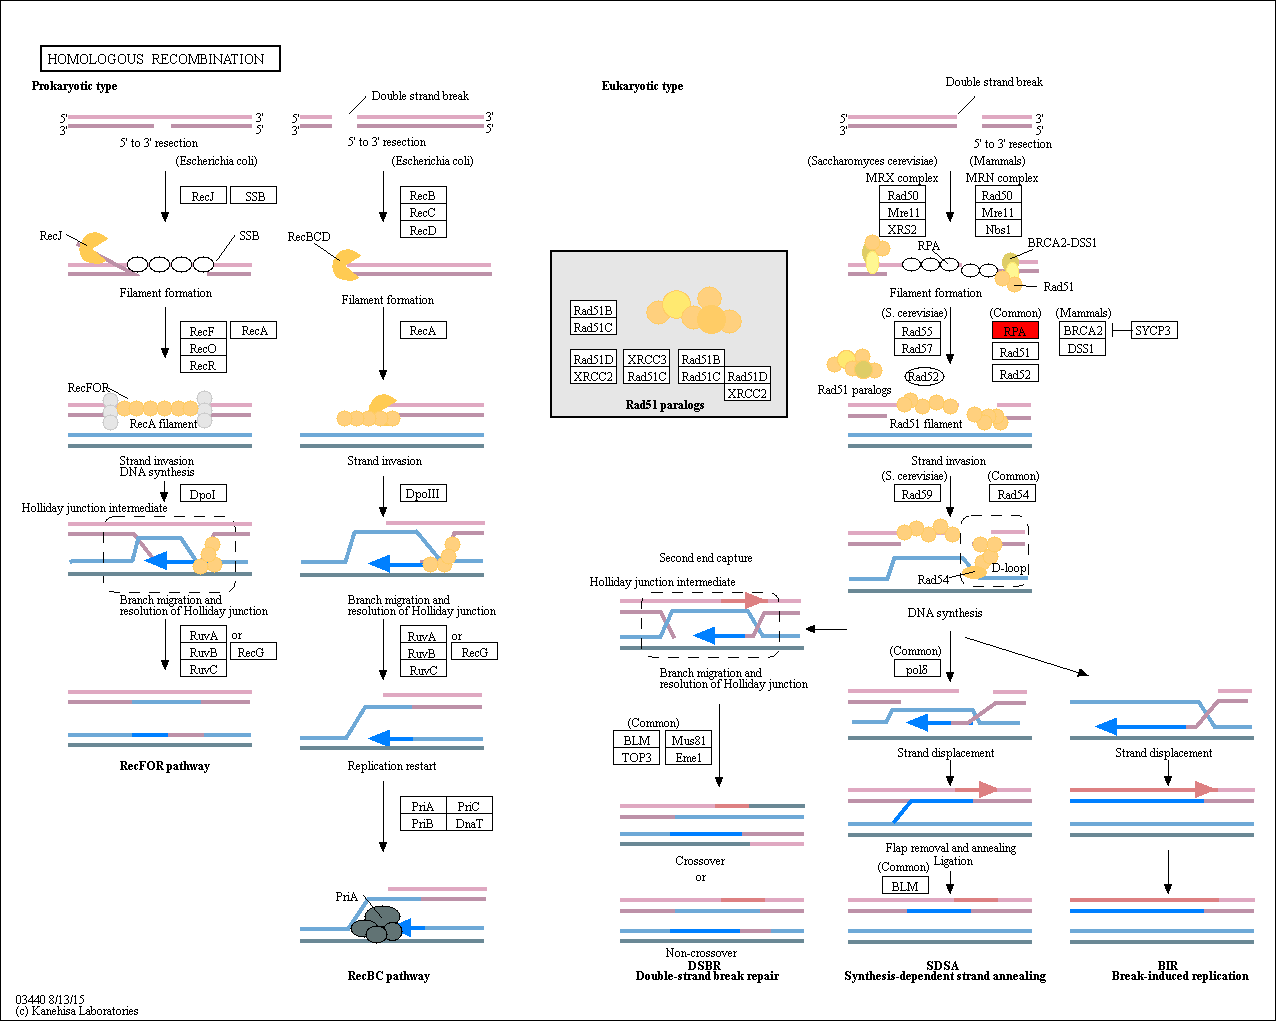 HOMOLOGOUS RECOMBINATION
Prokaryotic type
5'
3'
3'
5'
5' to 3' resection
(Escherichia coli)
RecJ
SSB
RecJ
SSB
Filament formation
RecF
RecA
RecO
RecR
RecFOR
RecA filament
Strand invasion
DNA synthesis
DpoI
Holliday junction intermediate
Branch migration and
resolution of Holliday junction
RuvA
or
RuvB
RecG
RuvC
RecFOR pathway
Double strand break
5'
3'
3'
5'
5' to 3' resection
(Escherichia coli)
RecB
RecC
RecD
RecBCD
Filament formation
RecA
Strand invasion
DpoIII
Branch migration and
resolution of Holliday junction
RuvA
or
RuvB
RecG
RuvC
Replication restart
PriA
PriC
PriB
DnaT
PriA
RecBC pathway
Eukaryotic type
Double strand break
5'
3'
3'
5'
5' to 3' resection
(Saccharomyces cerevisiae)
(Mammals)
MRX complex
MRN complex
Rad50
Mre11
XRS2
Rad50
Mre11
Nbs1
RPA
BRCA2-DSS1
Rad51
Filament formation
(S. cerevisiae)
(Common)
(Mammals)
Rad55
Rad57
RPA
Rad51
Rad52
BRCA2
DSS1
SYCP3
Rad52
Rad51 paralogs
Rad51 filament
Rad51B
Rad51C
Rad51D
XRCC2
XRCC3
Rad51C
Rad51B
Rad51C
Rad51D
XRCC2
Rad51 paralogs
Strand invasion
(S. cerevisiae)
(Common)
Rad59
Rad54
D-loop
Rad54
DNA synthesis
Second end capture
Holliday junction intermediate
Branch migration and
resolution of Holliday junction
(Common)
BLM
TOP3
Mus81
Eme1
Crossover
or
Non-crossover
DSBR
Double-strand break repair
(Common)
polδ
Strand displacement
Flap removal and annealing
Ligation
(Common)
BLM
SDSA
Synthesis-dependent strand annealing
Strand displacement
BIR
Break-induced replication
03440 8/13/15
(c) Kanehisa Laboratories